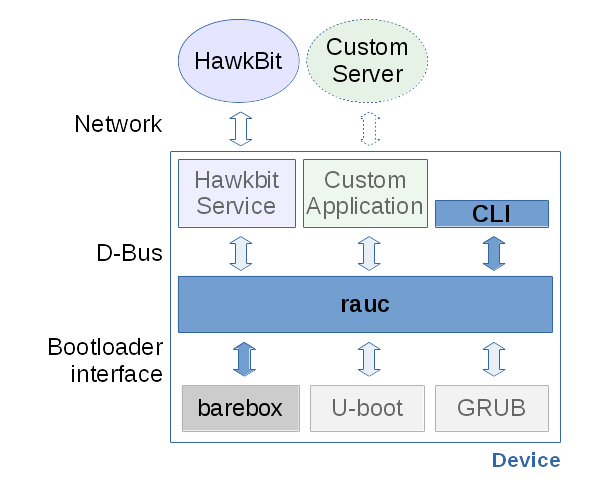 HawkBit
Custom
Server
Network
Hawkbit
Service
Custom
Application
CLI
D-Bus
rauc
Bootloader
interface
barebox
U-boot
GRUB
Device